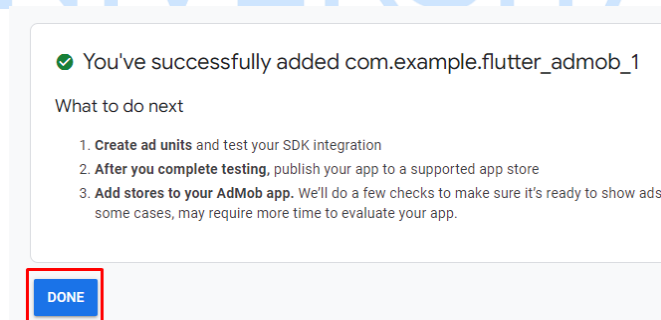 You've successfully added com.example.flutter_admob_1
What to do next
1. Create ad units and test your SDK integration
2. After you complete testing, publish your app to a supported app store
3. Add stores to your AdMob app. We'll do a few checks to make sure it's ready to show ads
some cases, may require more time to evaluate your app.
DONE